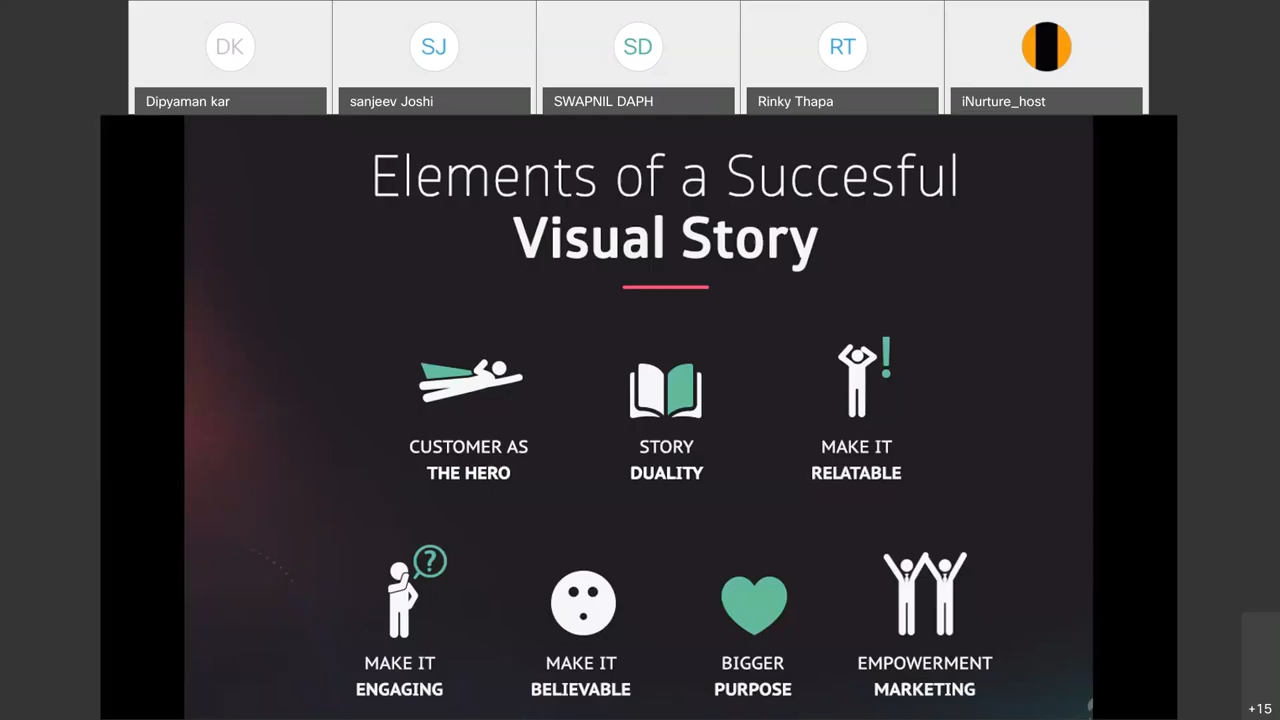 DK
SJ
SD
RT
Dipyaman kar
sanjeev Joshi
SWAPNIL DAPH
Rinky Thapa
iNurture_host
Elements of a Succesful
Visual Story
!
CUSTOMER AS
THE HERO
STORY
DUALITY
MAKE IT
RELATABLE
?
MAKE IT
ENGAGING
MAKE IT
BELIEVABLE
BIGGER
PURPOSE
EMPOWERMENT
MARKETING
+15